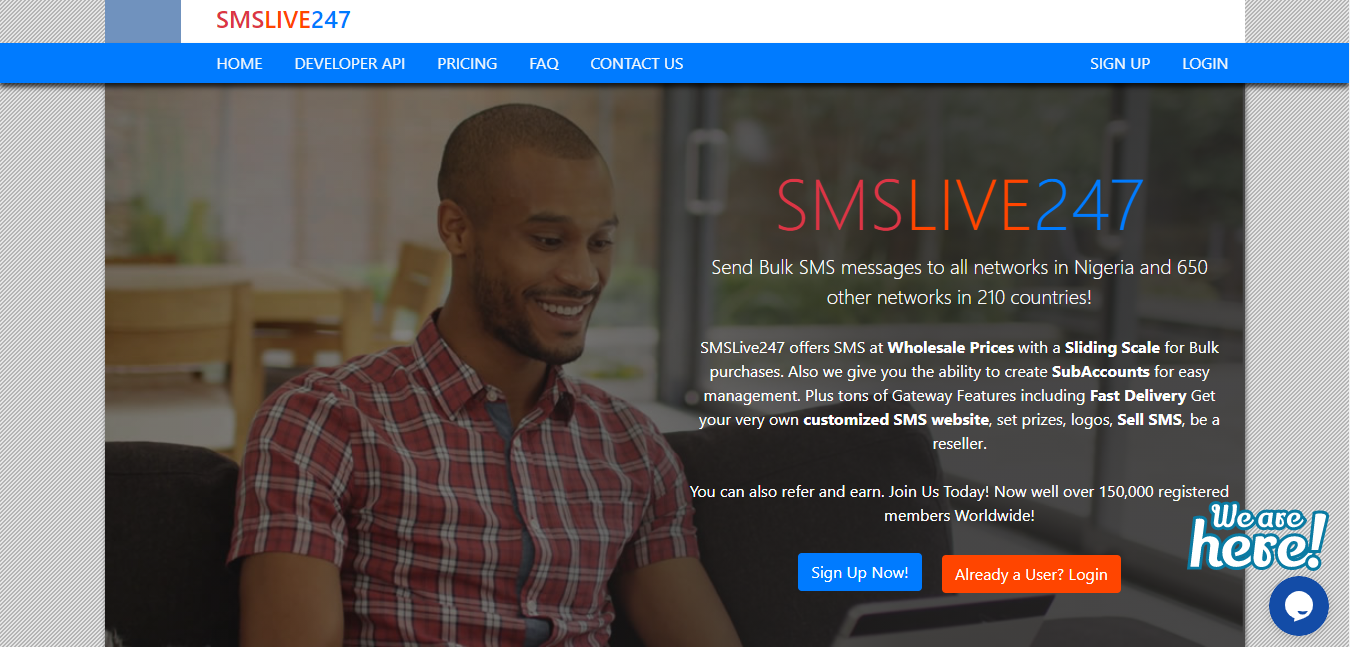 SMSLIVE247
HOME DEVELOPER API PRICING FAQ CONTACT US SIGN UP LOGIN
SMSLIVE247
Send Bulk SMS messages to all networks in Nigeria and 650
other networks in 210 countries!
SMSLive247 offers SMS at Wholesale Prices with a Sliding Scale for Bulk
purchases. Also we give you the ability to create SubAccounts for easy
management. Plus tons of Gateway Features including Fast Delivery Get
your very own customized SMS website, set prizes, logos, Sell SMS, be a
reseller.
You can also refer and earn. Join Us Today! Now well over 150,000 registered
members Worldwide!
We are
here!
Sign Up Now! Already a User? Login